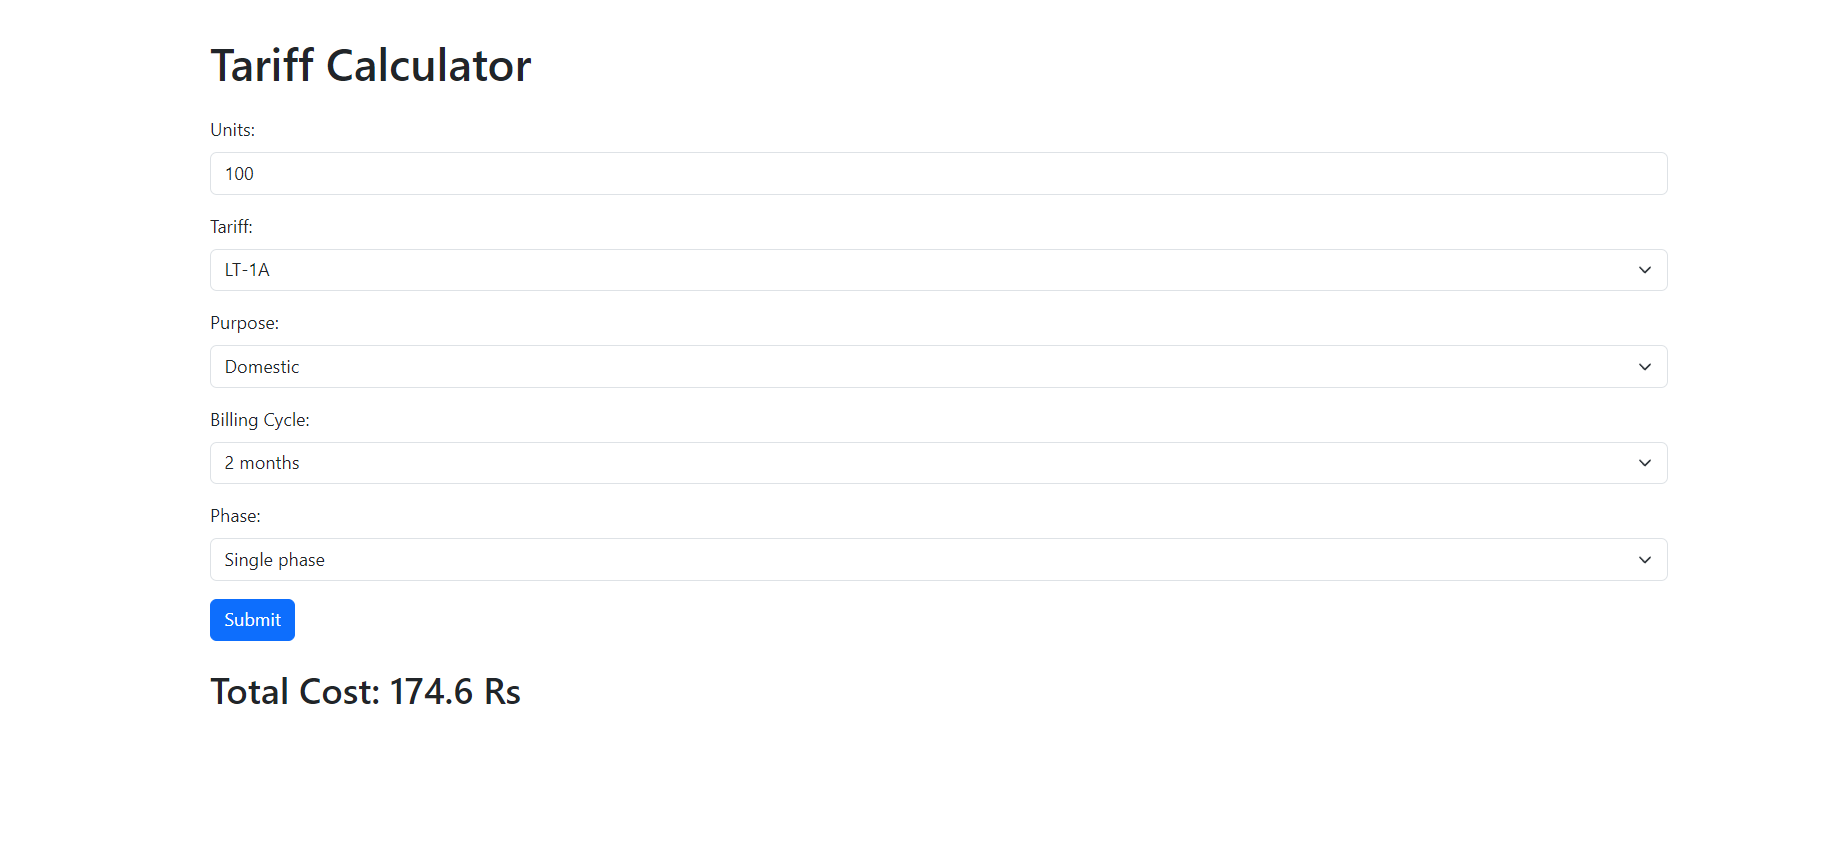 Tariff Calculator
Units:
100
Tariff:
LT-1A
Purpose:
Domestic
Billing Cycle:
2 months
Phase:
Single phase
Submit
Total Cost: 174.6 Rs